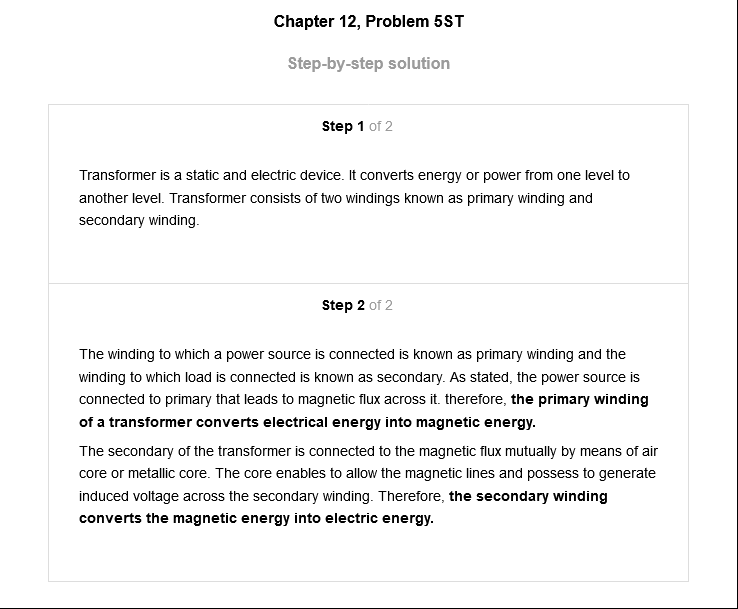 Chapter 12, Problem 5ST
Step-by-step solution
Step 1 of 2
Transformer is a static and electric device. It converts energy or power from one level to
another level. Transformer consists of two windings known as primary winding and
secondary winding.
Step 2 of 2
The winding to which a power source is connected is known as primary winding and the
winding to which load is connected is known as secondary. As stated, the power source is
connected to primary that leads to magnetic flux across it. therefore, the primary winding
of a transformer converts electrical energy into magnetic energy.
The secondary of the transformer is connected to the magnetic flux mutually by means of air
core or metallic core. The core enables to allow the magnetic lines and possess to generate
induced voltage across the secondary winding. Therefore, the secondary winding
converts the magnetic energy into electric energy.